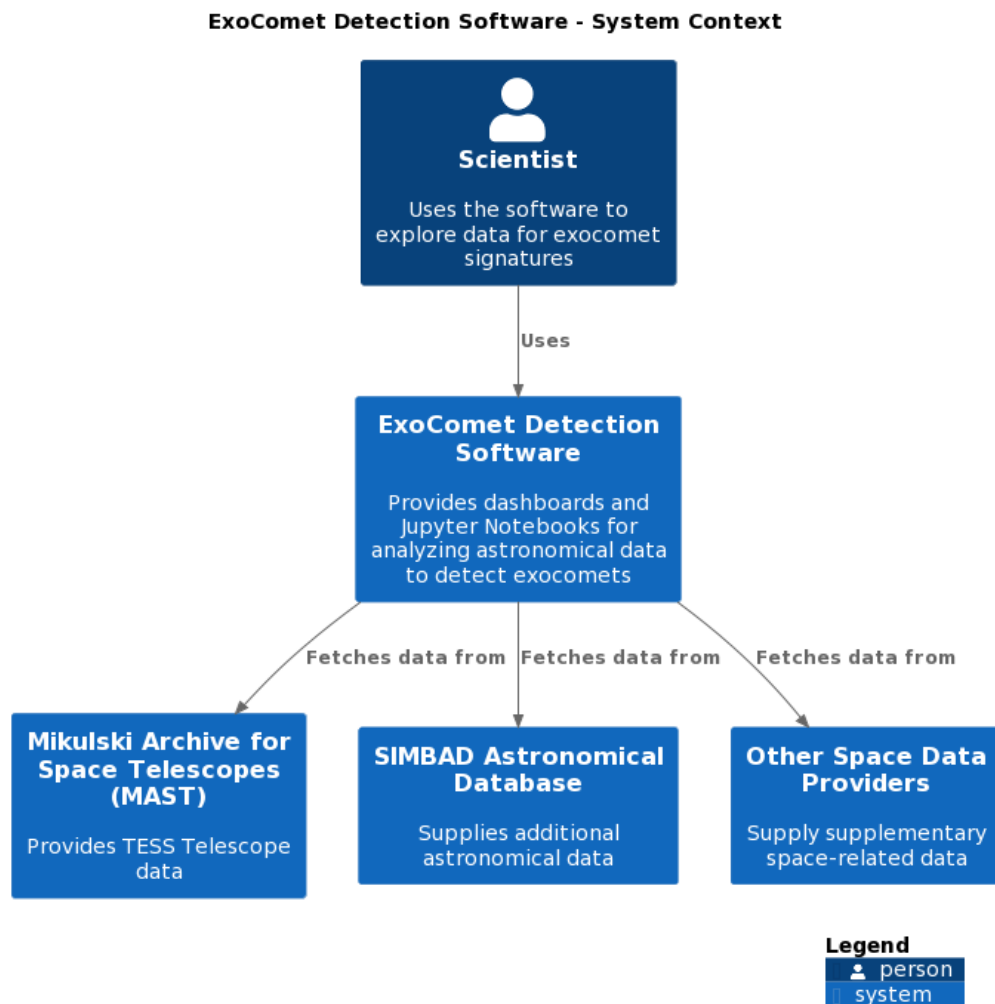 ExoComet Detection Software - System Context
Scientist
Uses the software to
explore data for exocomet
signatures
Uses
ExoComet Detection
Software
Provides dashboards and
Jupyter Notebooks for
analyzing astronomical data
to detect exocomets
Fetches data from
Fetches data from
Fetches data from
Mikulski Archive for
Space Telescopes
(MAST)
Provides TESS Telescope
data
SIMBAD Astronomical
Database
Supplies additional
astronomical data
Other Space Data
Providers
Supply supplementary
space-related data
Legend
person
system